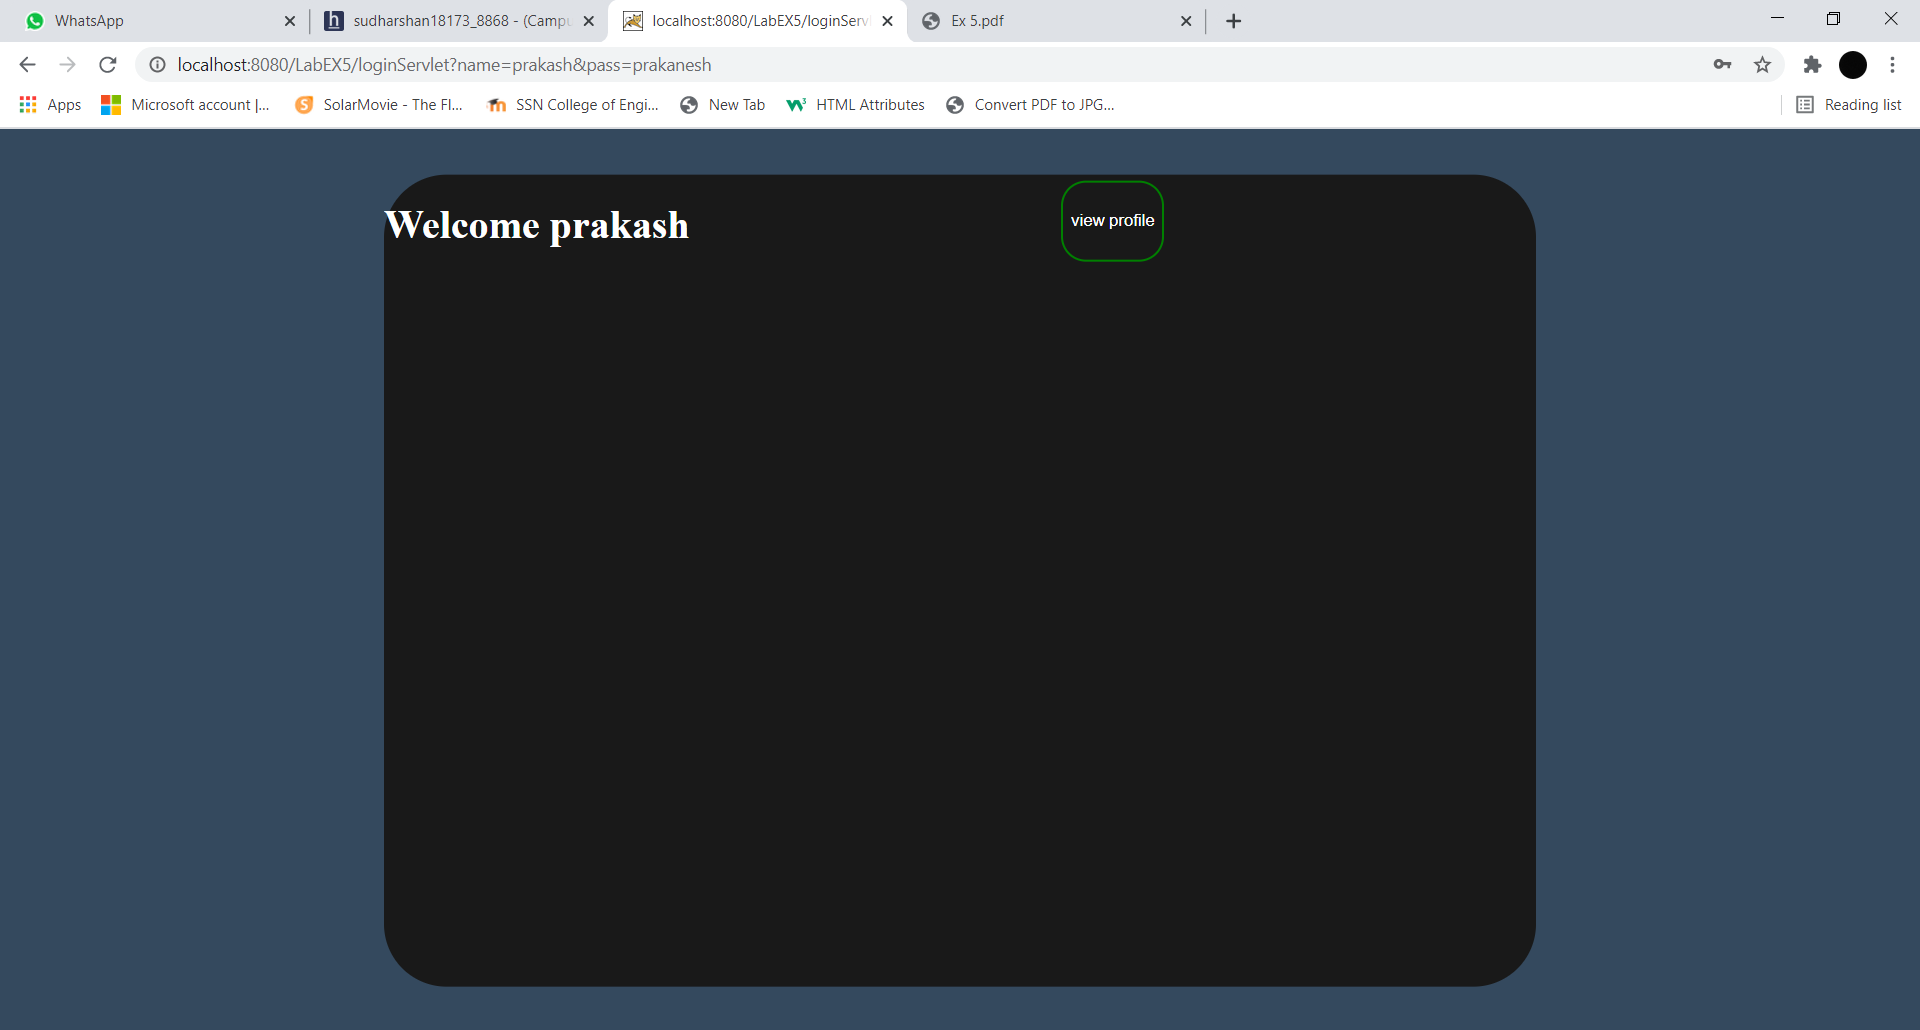 WhatsApp
sudharshan18173_8868 - (Camp
localhost:8080/LabEX5/loginServ
Ex 5.pdf
localhost:8080/LabEX5/loginServlet?name=prakash&pass=prakanesh
Apps
Microsoft account |...
SolarMovie - The Fl...
SSN College of Engi...
New Tab
HTML Attributes
Convert PDF to JPG...
Reading list
Welcome prakash
view profile